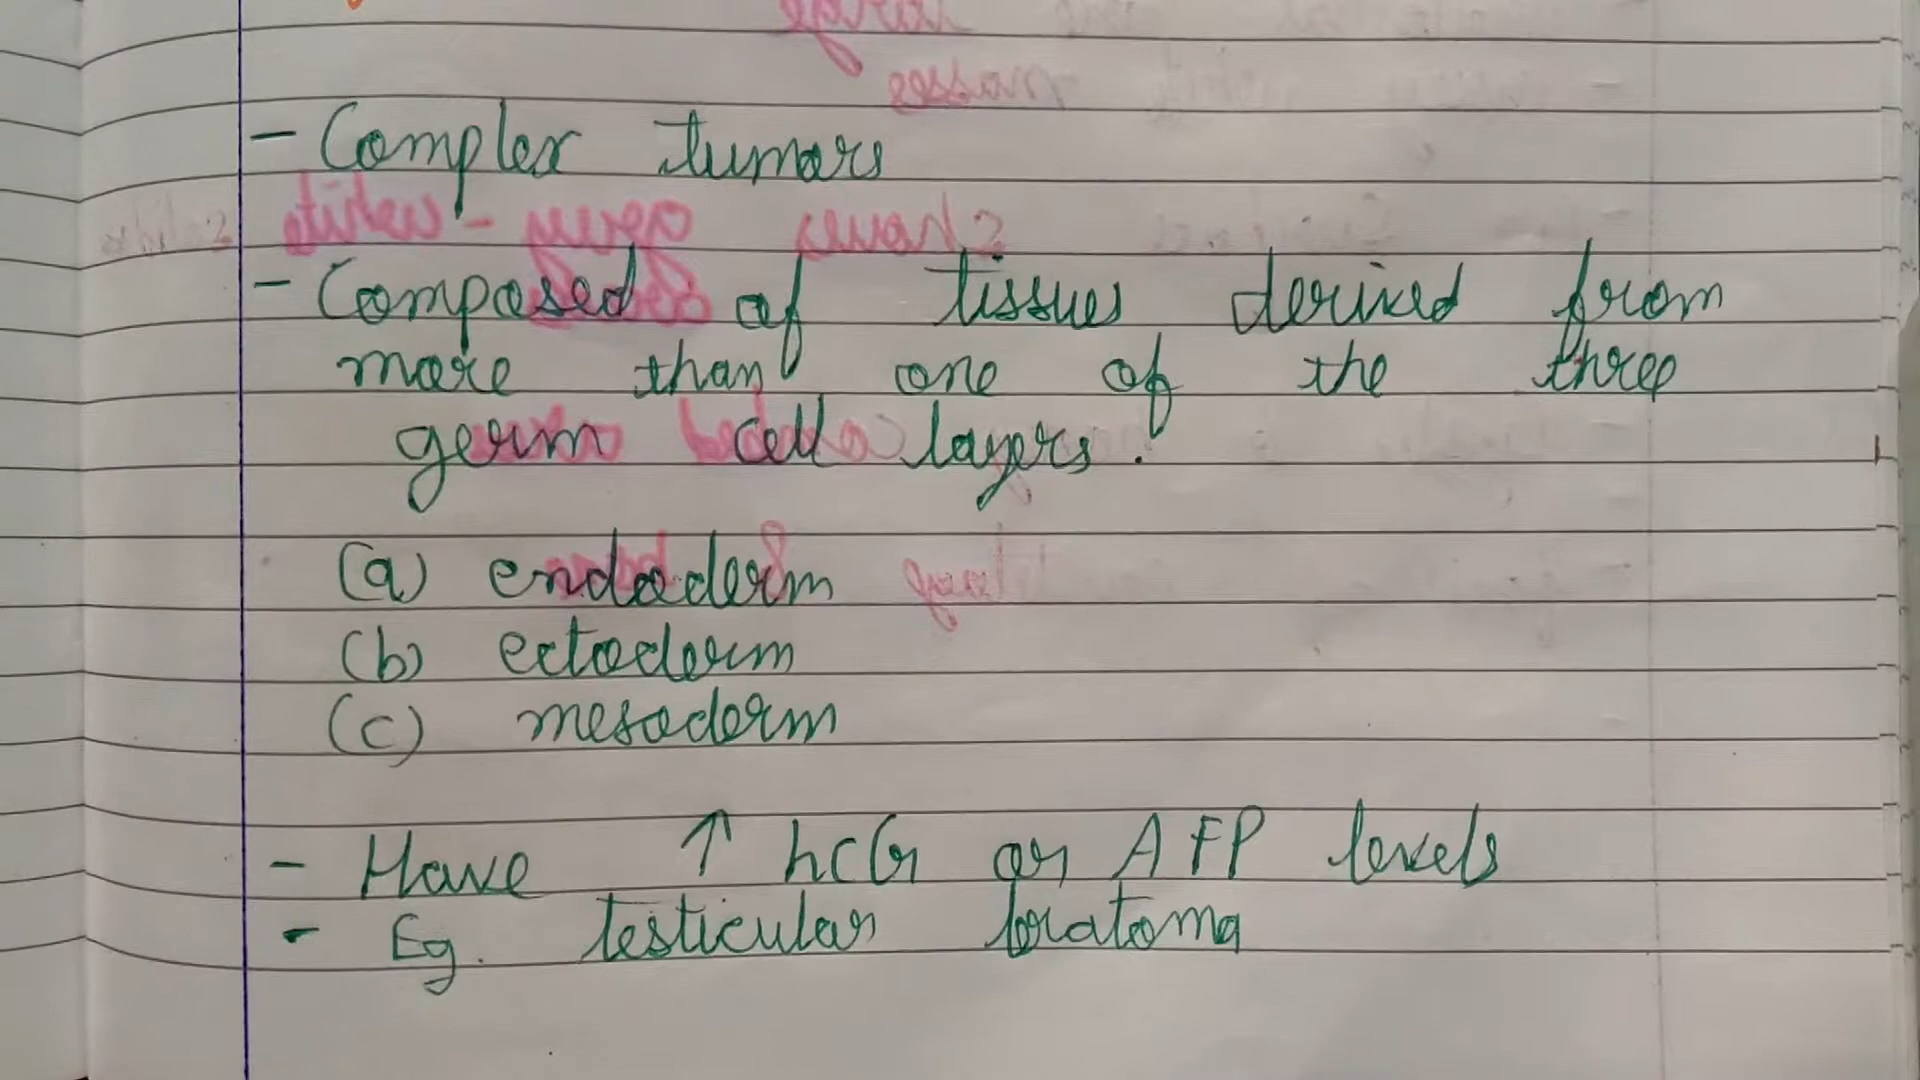 - Complex tumors
- Composed of tissues derived from
more than one of the three
germ cell layers.
(a) endoderm
(b) ectoderm
(c) mesoderm
- Have ↑ hCG or AFP levels
- Eg. testicular teratoma